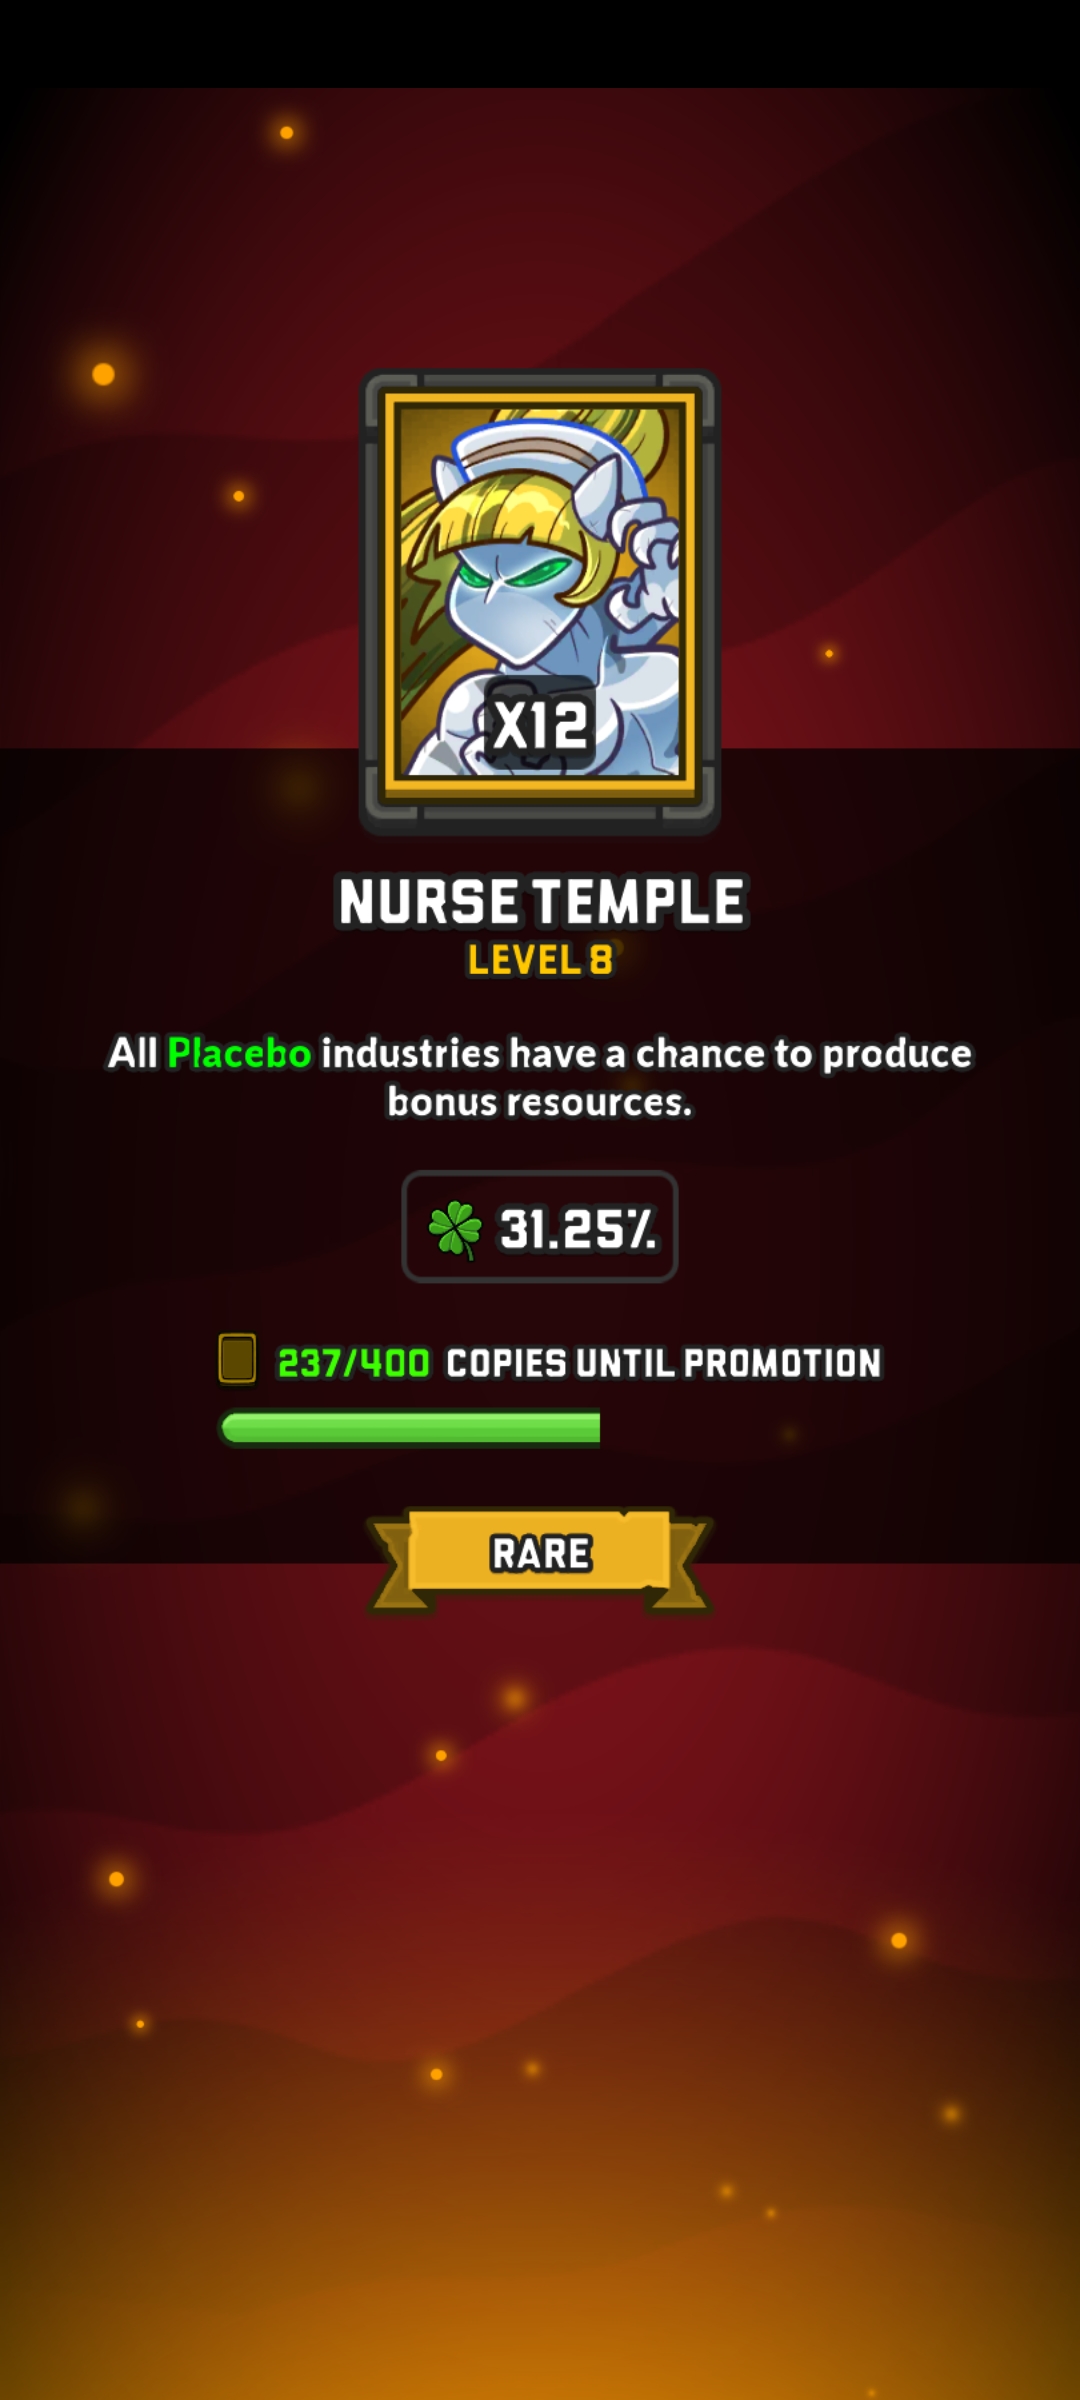 X12
NURSE TEMPLE
LEVEL 8
All Placebo industries have a chance to produce
bonus resources.
31.25%
237/400 COPIES UNTIL PROMOTION
RARE